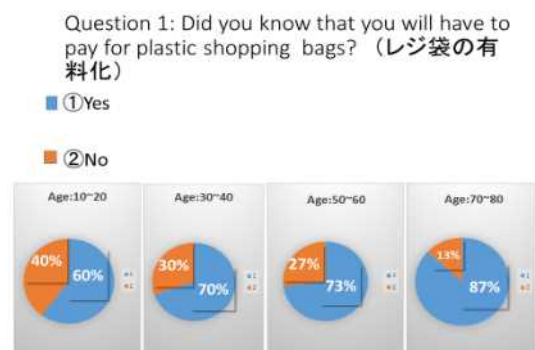 Question 1: Did you know that you will have to
pay for plastic shopping bags? （レジ袋の有
料化）
①Yes
②No
Age:10~20
Age:30~40
Age:50~60
Age:70~80
40%
60%
30%
70%
27%
73%
13%
87%